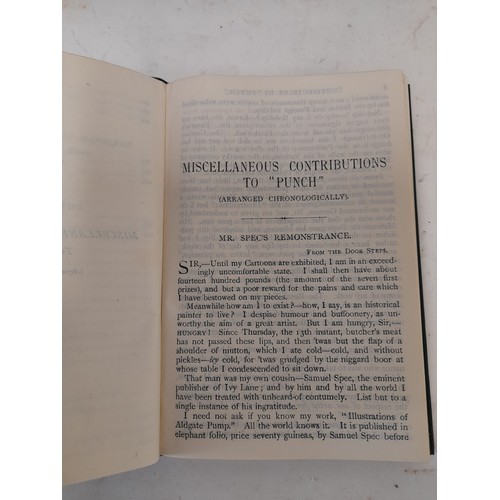 MISCELLANEOUS CONTRIBUTIONS
TO "PUNCH"
(ARRANGED CHRONOLOGICALLY).
MR. SPEC'S REMONSTRANCE.
FROM THE DOOR STEPS.
SIR,—Until my Cartoons are exhibited, I am in an exceed-
ingly uncomfortable state. I shall then have about
fourteen hundred pounds (the amount of the seven first
prizes), and but a poor reward for the pains and care which
I have bestowed on my pieces.
Meanwhile how am I to exist?—how, I say, is an historical
painter to live? I despise humour and buffoonery, as un-
worthy the aim of a great artist. But I am hungry, Sir,—
HUNGRY! Since Thursday, the 13th instant, butcher's meat
has not passed these lips, and then 'twas but the flap of a
shoulder of mutton, which I ate cold—cold, and without
pickles—icy cold, for 'twas grudged by the niggard boor at
whose table I condescended to sit down.
That man was my own cousin—Samuel Spec, the eminent
publisher of Ivy Lane; and by him and by all the world I
have been treated with unheard-of contumely. List but to a
single instance of his ingratitude.
I need not ask if you know my work, "Illustrations of
Aldgate Pump." All the world knows it. It is published in
elephant folio, price seventy guineas, by Samuel Spec before